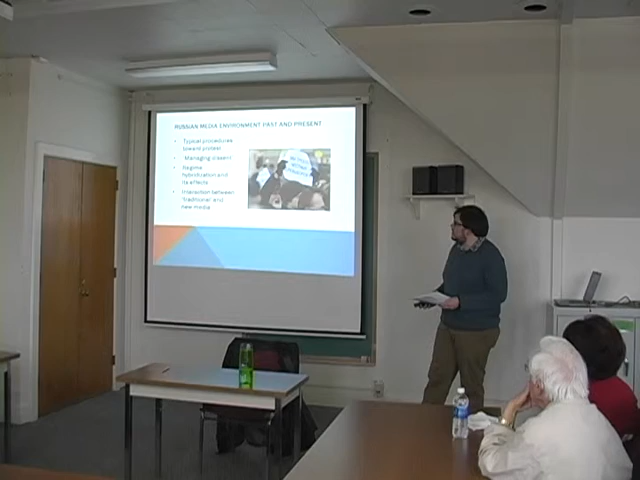 RUSSIAN MEDIA ENVIRONMENT PAST AND PRESENT
Typical procedures
toward protest
Managing dissent
Regime
hybridization and
its effects
Interaction between
traditional and
new media